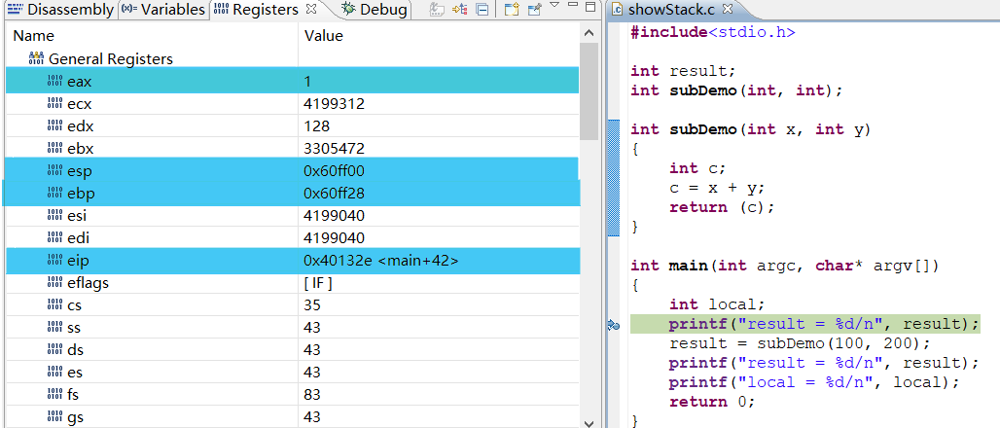 Disassembly (x)= Variables Registers Debug
Name Value
General Registers
eax 1
ecx 4199312
edx 128
ebx 3305472
esp 0x60ff00
ebp 0x60ff28
esi 4199040
edi 4199040
eip 0x40132e <main+42>
eflags [ IF ]
cs 35
ss 43
ds 43
es 43
fs 83
gs 43
showStack.c
#include<stdio.h>
int result;
int subDemo(int, int);
int subDemo(int x, int y)
{
int c;
c = x + y;
return (c);
}
int main(int argc, char* argv[])
{
int local;
printf("result = %d/n", result);
result = subDemo(100, 200);
printf("result = %d/n", result);
printf("local = %d/n", local);
return 0;
}